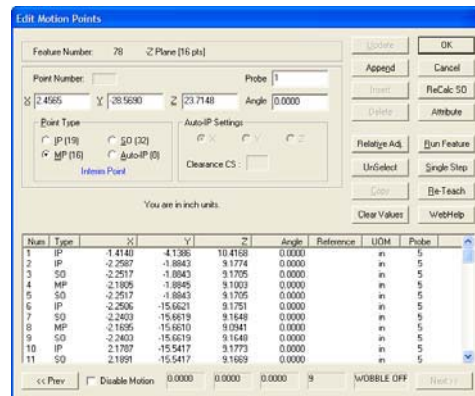 Edit Motion Points
Feature Number: 78 -Z Plane [16 pts]
Update OK
Append Cancel
Insert ReCalc SO
Delete Attribute
Relative Adj. Run Feature
UnSelect Single Step
Copy Re-Teach
Clear Values WebHelp
Point Number: Probe 1
X 2.4565 Y -28.5690 Z 23.7148 Angle 0.0000
Point Type Auto-IP Settings
IP (19) SO (32) X Y Z
MP (16) Auto-IP (0) Clearance CS :
Interim Point
You are in inch units.
Num Type X Y Z Angle Reference UOM Probe
1 IP -1.4140 -4.1386 10.4168 0.0000 in 5
2 IP -2.2587 -1.8843 9.1774 0.0000 in 5
3 SO -2.2517 -1.8843 9.1705 0.0000 in 5
4 MP -2.1805 -1.8845 9.1003 0.0000 in 5
5 SO -2.2517 -1.8843 9.1705 0.0000 in 5
6 IP -2.2506 -15.6621 9.1751 0.0000 in 5
7 SO -2.2403 -15.6619 9.1648 0.0000 in 5
8 MP -2.1695 -15.6610 9.0941 0.0000 in 5
9 SO -2.2403 -15.6619 9.1648 0.0000 in 5
10 IP 2.1787 -15.5417 9.1773 0.0000 in 5
11 SO 2.1891 -15.5417 9.1669 0.0000 in 5
<< Prev Disable Motion 0.0000 0.0000 0.0000 9 WOBBLE OFF Next >>